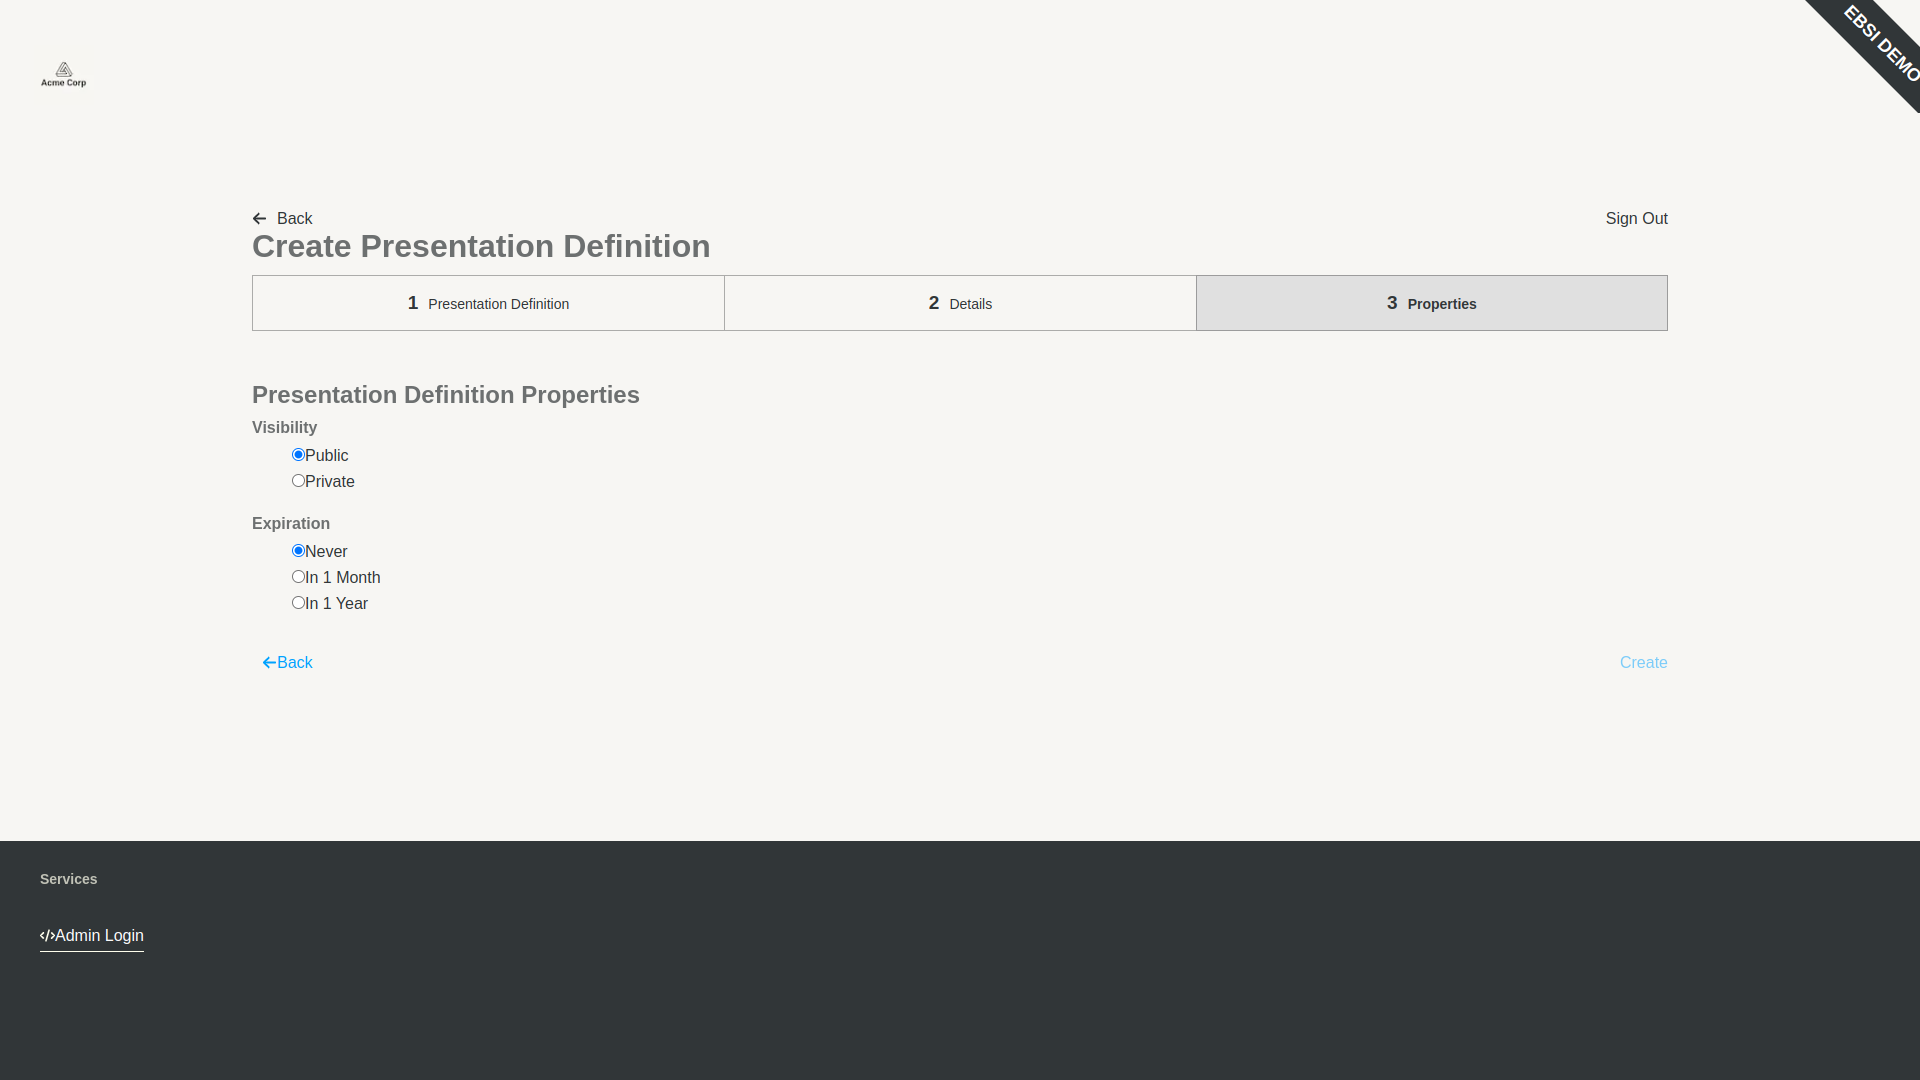 EBSI DEMO
Acme Corp
Back
Sign Out
Create Presentation Definition
1 Presentation Definition
2 Details
3 Properties
Presentation Definition Properties
Visibility
Public
Private
Expiration
Never
In 1 Month
In 1 Year
Back
Create
Services
Admin Login